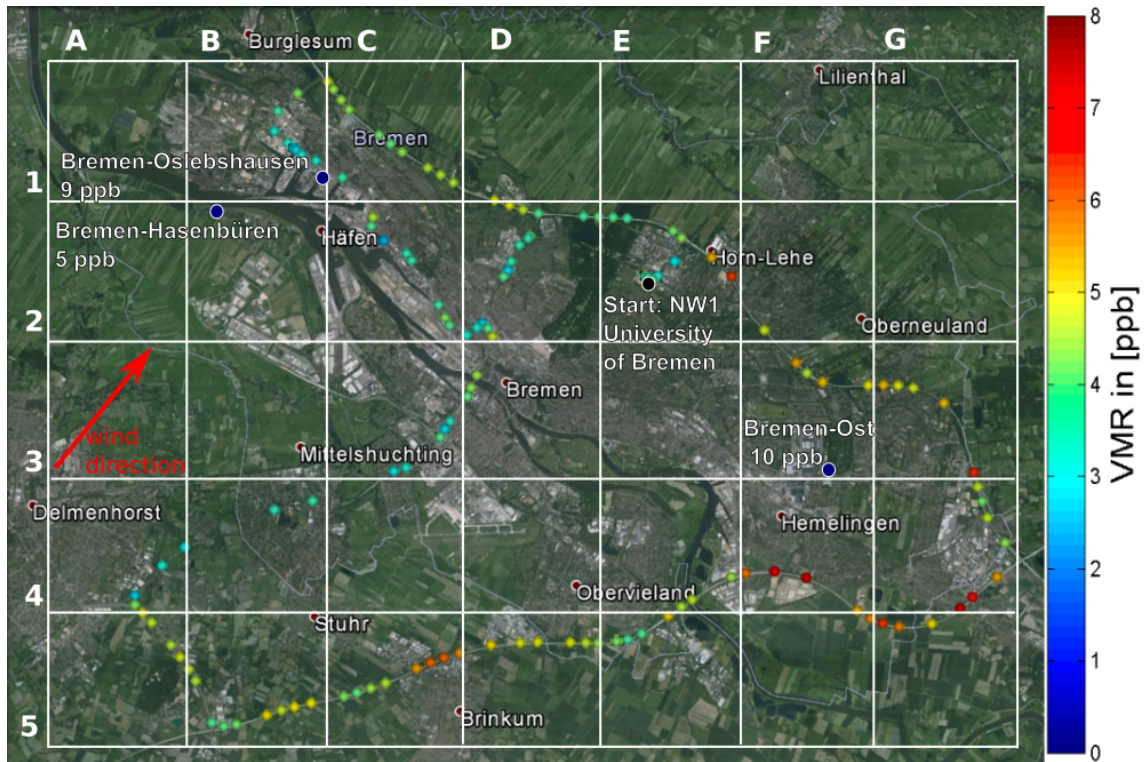 A B C D E F G
Burglesum
Lilienthal
Bremen
Bremen-Oslebshausen
9 ppb
1
Bremen-Hasenbüren
5 ppb
Häfen
Horn-Lehe
Start: NW1
University
of Bremen
Oberneuland
2
Bremen
wind
direction
Mittelshuchting
Bremen-Ost
10 ppb
3
Delmenhorst
Hemelingen
Obervieland
4
Stuhr
Brinkum
5
8
7
6
5
4
3
2
1
0
VMR in [ppb]